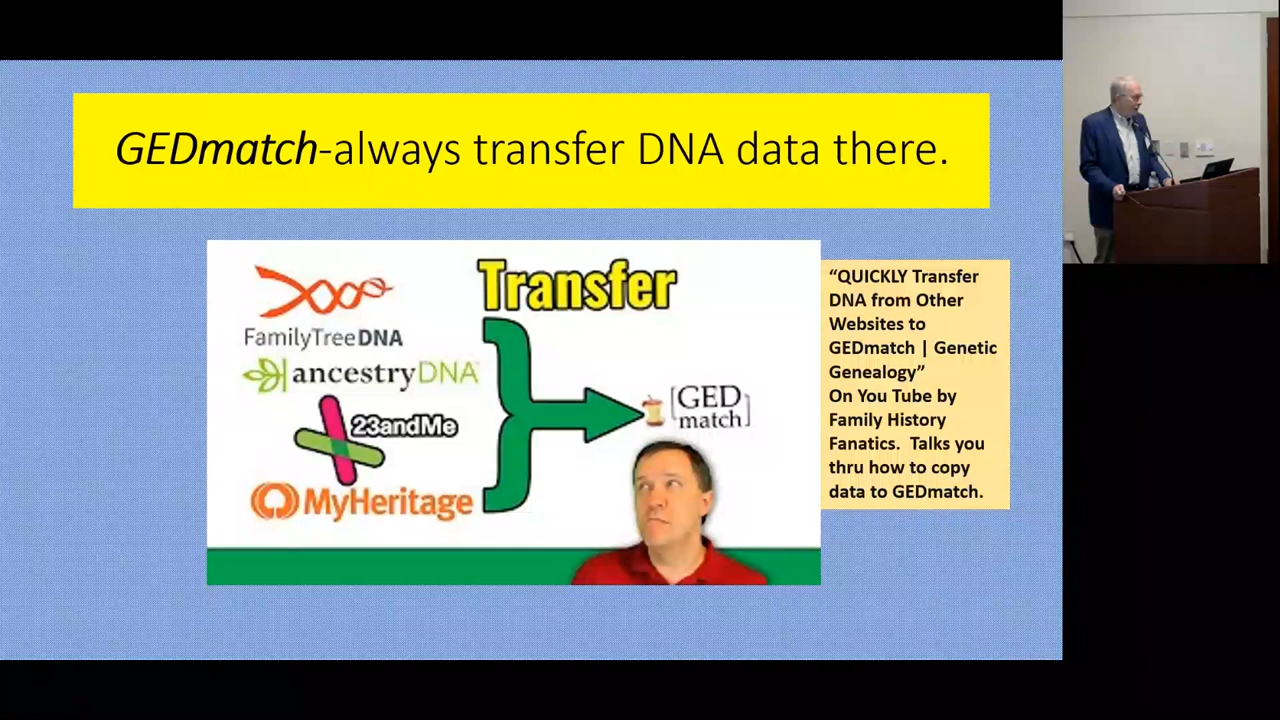 GEDmatch-always transfer DNA data there.
Transfer
FamilyTreeDNA
ancestryDNA
23andMe
MyHeritage
[GED
match]
“QUICKLY Transfer
DNA from Other
Websites to
GEDmatch | Genetic
Genealogy”
On You Tube by
Family History
Fanatics. Talks you
thru how to copy
data to GEDmatch.